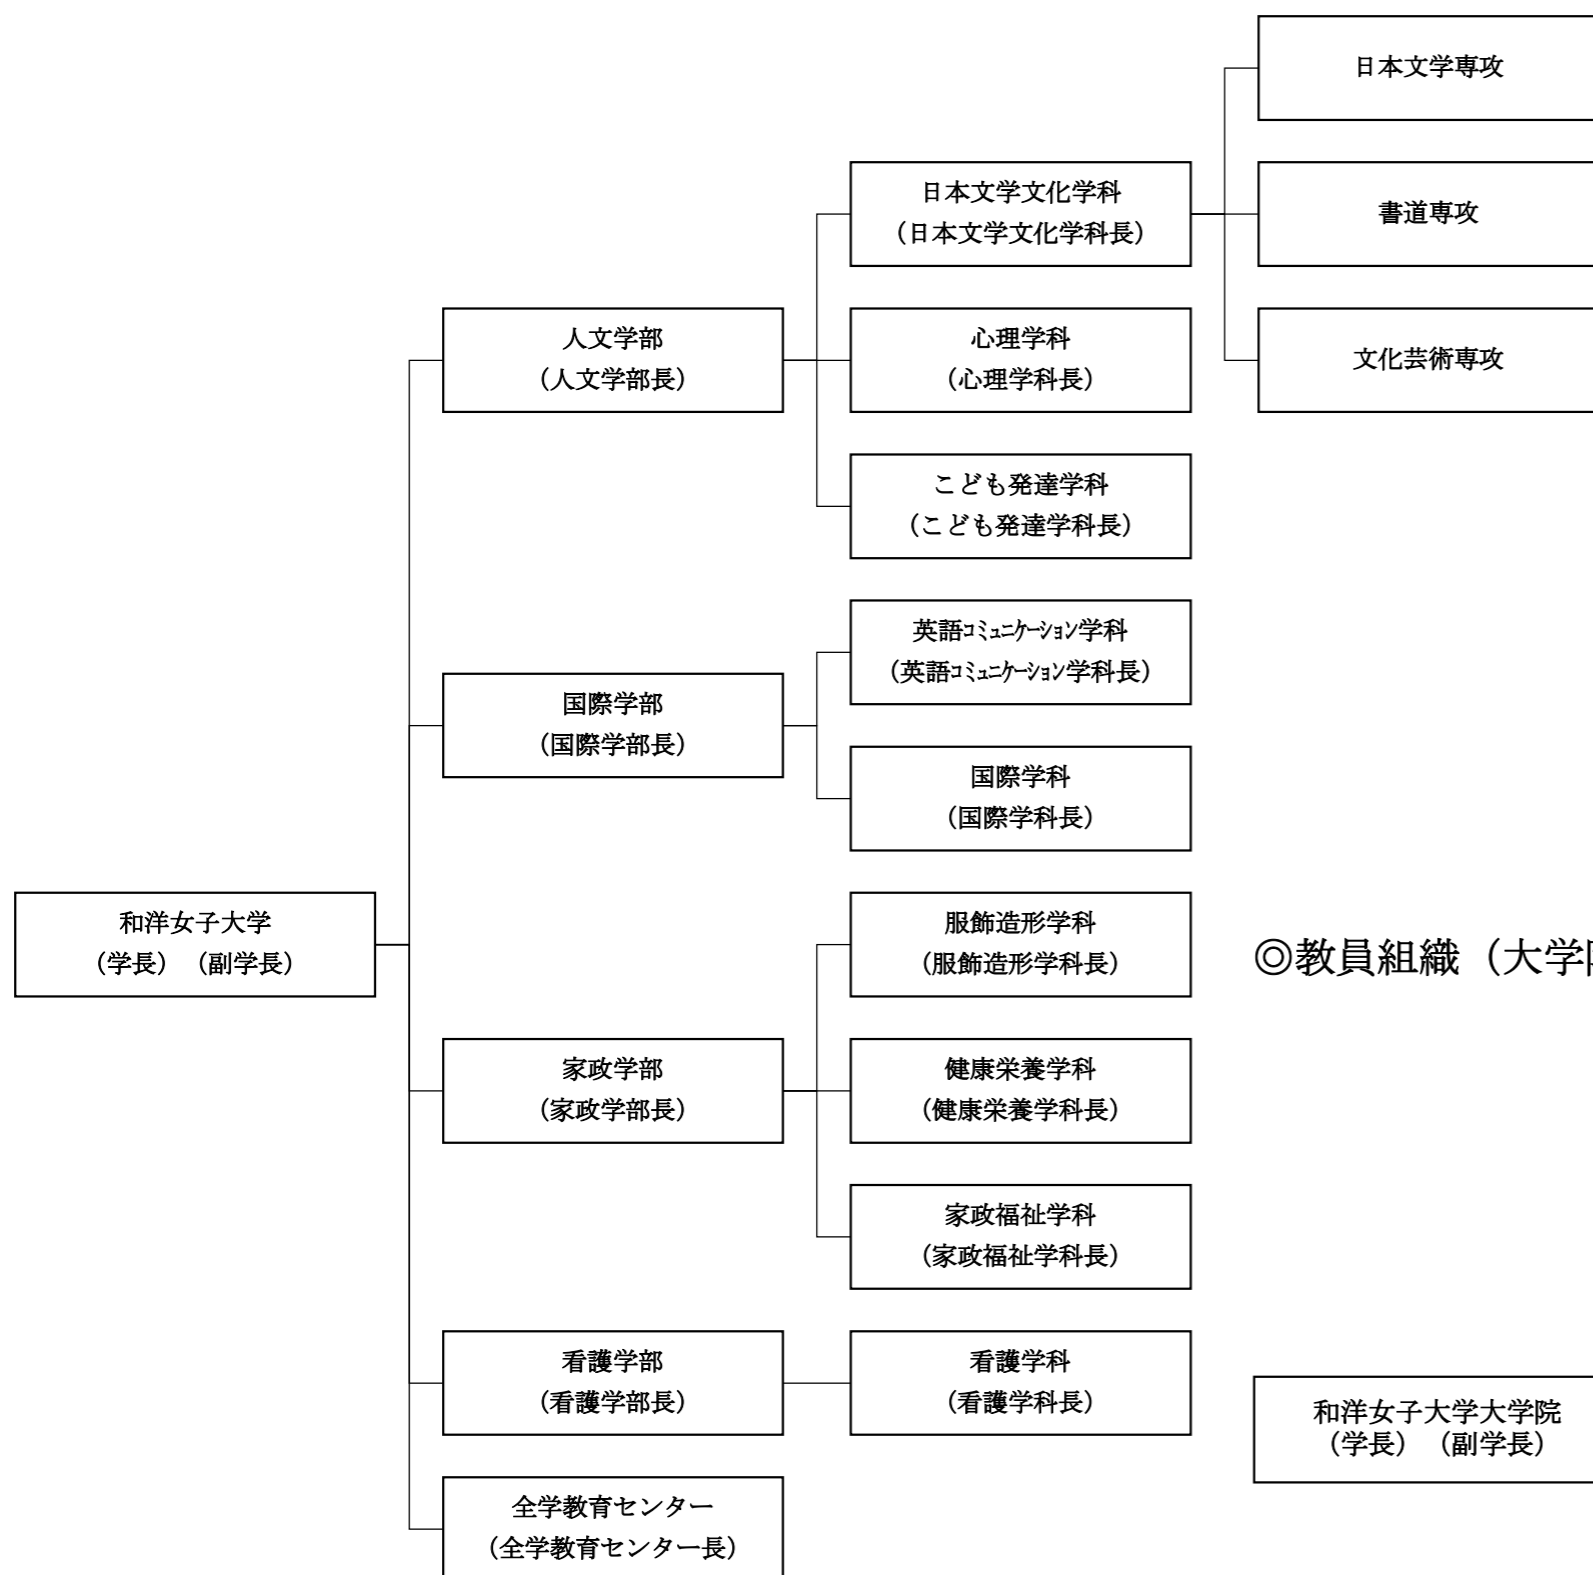 日本文学専攻
日本文学文化学科
(日本文学文化学科長)
書道専攻
人文学部
(人文学部長)
心理学科
(心理学科長)
文化芸術専攻
こども発達学科
(こども発達学科長)
英語コミュニケーション学科
(英語コミュニケーション学科長)
国際学部
(国際学部長)
国際学科
(国際学科長)
和洋女子大学
(学長) (副学長)
服飾造形学科
(服飾造形学科長)
◎教員組織(大学
家政学部
(家政学部長)
健康栄養学科
(健康栄養学科長)
家政福祉学科
(家政福祉学科長)
看護学部
(看護学部長)
看護学科
(看護学科長)
和洋女子大学大学院
(学長) (副学長)
全学教育センター
(全学教育センター長)